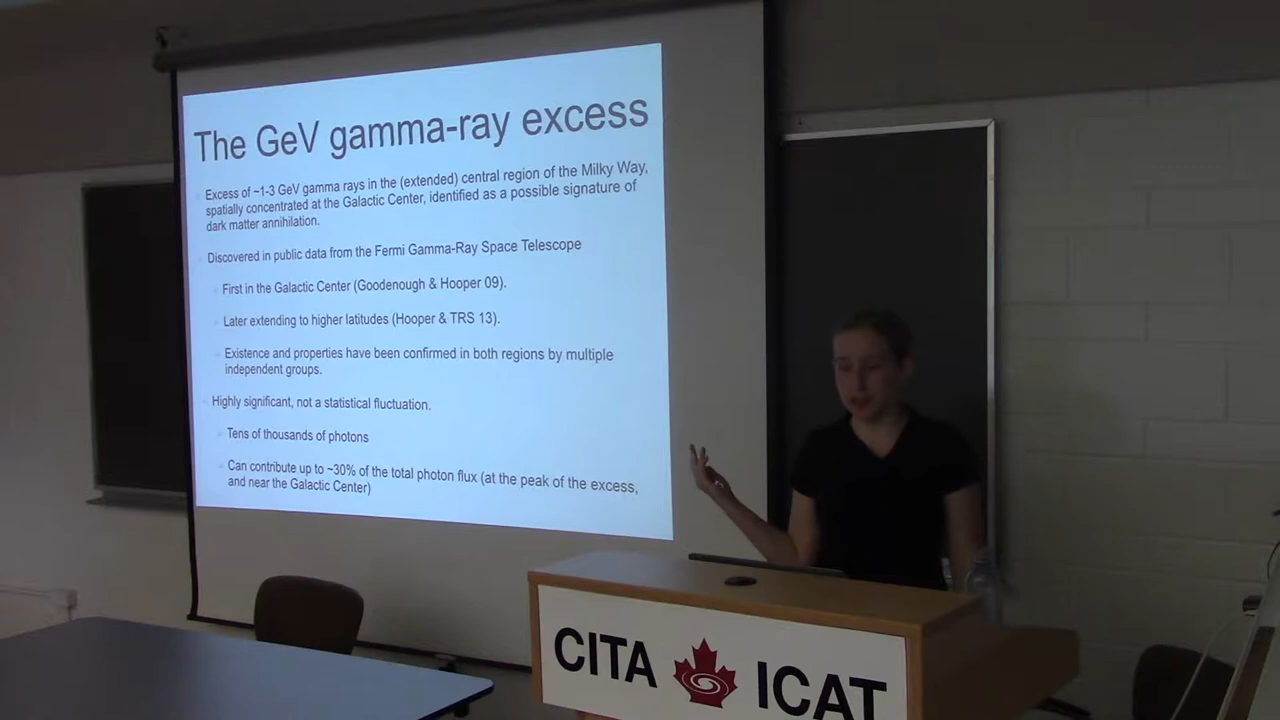 The GeV gamma-ray excess
Excess of ~1-3 GeV gamma rays in the (extended) central region of the Milky Way,
spatially concentrated at the Galactic Center, identified as a possible signature of
dark matter annihilation.
Discovered in public data from the Fermi Gamma-Ray Space Telescope
First in the Galactic Center (Goodenough & Hooper 09).
Later extending to higher latitudes (Hooper & TRS 13).
Existence and properties have been confirmed in both regions by multiple
independent groups.
Highly significant, not a statistical fluctuation.
Tens of thousands of photons
Can contribute up to ~30% of the total photon flux (at the peak of the excess,
and near the Galactic Center)
CITA ICAT